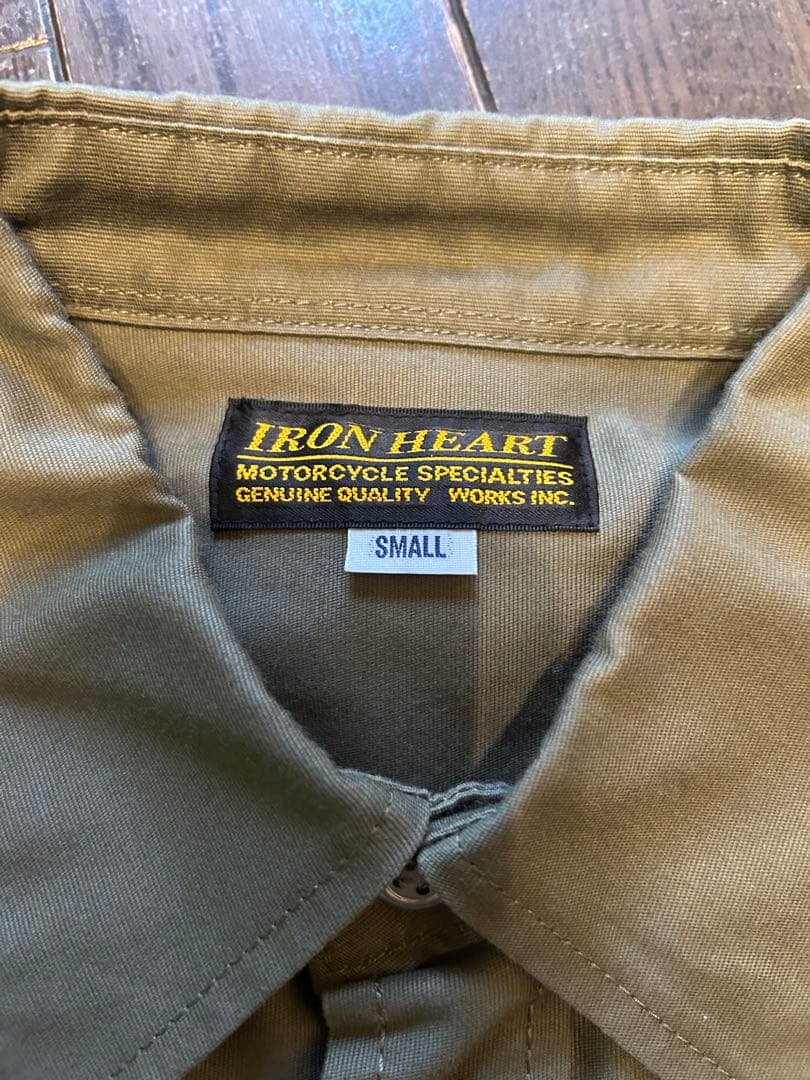 IRON HEART
MOTORCYCLE SPECIALTIES
GENUINE QUALITY WORKS INC.
SMALL